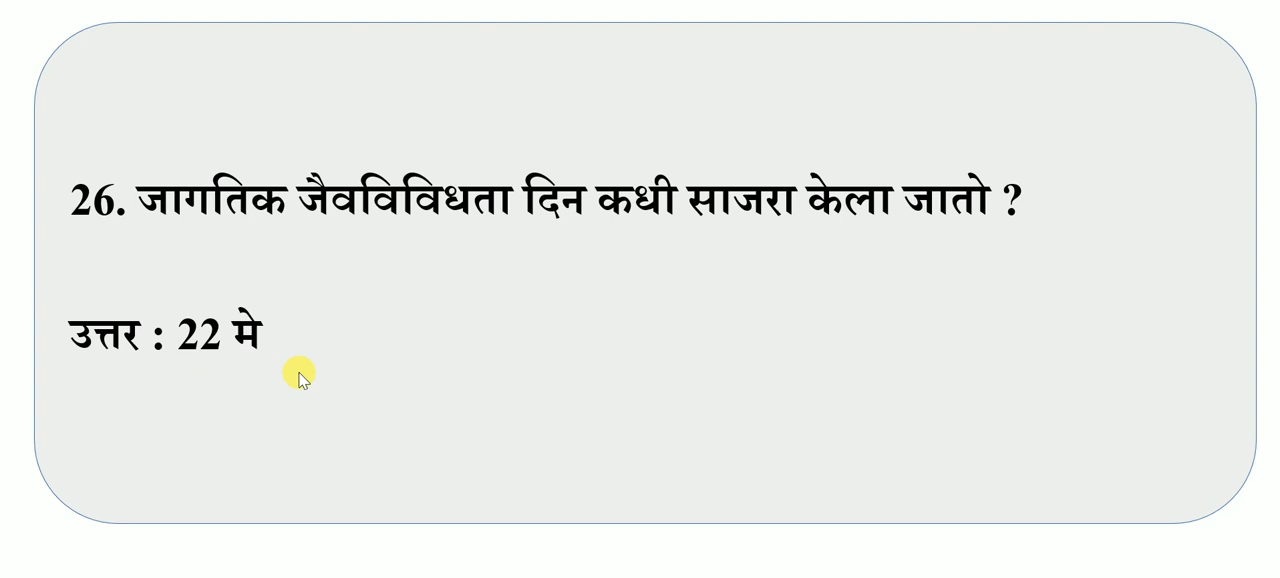 26. जागतिक जैवविविधता दिन कधी साजरा केला जातो ?
उत्तर : 22 मे